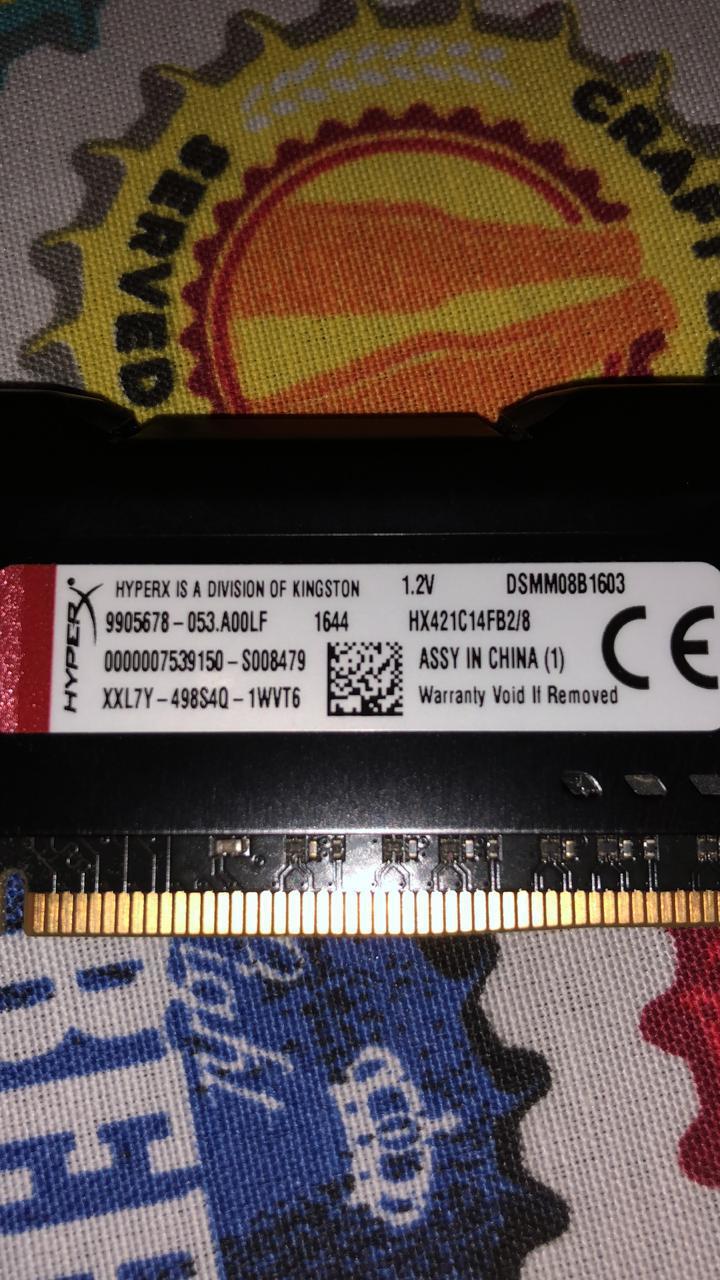 SERVED
CRAFT
HYPERX
HYPERX IS A DIVISION OF KINGSTON 1.2V DSMM08B1603
9905678-053.A00LF 1644 HX421C14FB2/8
0000007539150-S008479 ASSY IN CHINA (1)
XXL7Y-498S4Q-1WVT6 Warranty Void If Removed
CE